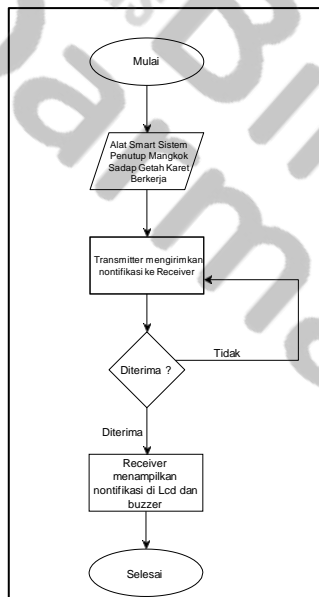 Mulai
Alat Smart Sistem
Penutup Mangkok
Sadap Getah Karet
Berkerja
Transmitter mengirimkan
nontifikasi ke Receiver
Diterima ?
Tidak
Diterima
Receiver
menampilkan
nontifikasi di Lcd dan
buzzer
Selesai